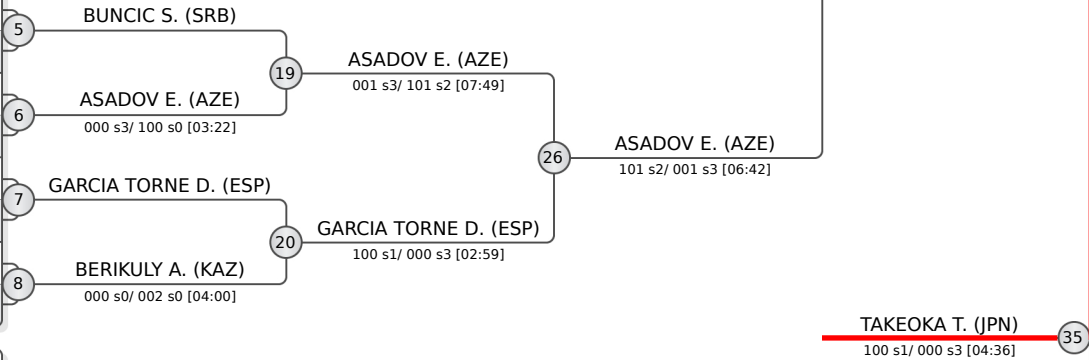 BUNCIC S. (SRB)
5
ASADOV E. (AZE)
19
001 s3/ 101 s2 [07:49]
ASADOV E. (AZE)
6
000 s3/ 100 s0 [03:22]
ASADOV E. (AZE)
26
101 s2/ 001 s3 [06:42]
GARCIA TORNE D. (ESP)
7
GARCIA TORNE D. (ESP)
20
100 s1/ 000 s3 [02:59]
BERIKULY A. (KAZ)
8
000 s0/ 002 s0 [04:00]
TAKEOKA T. (JPN)
35
100 s1/ 000 s3 [04:36]